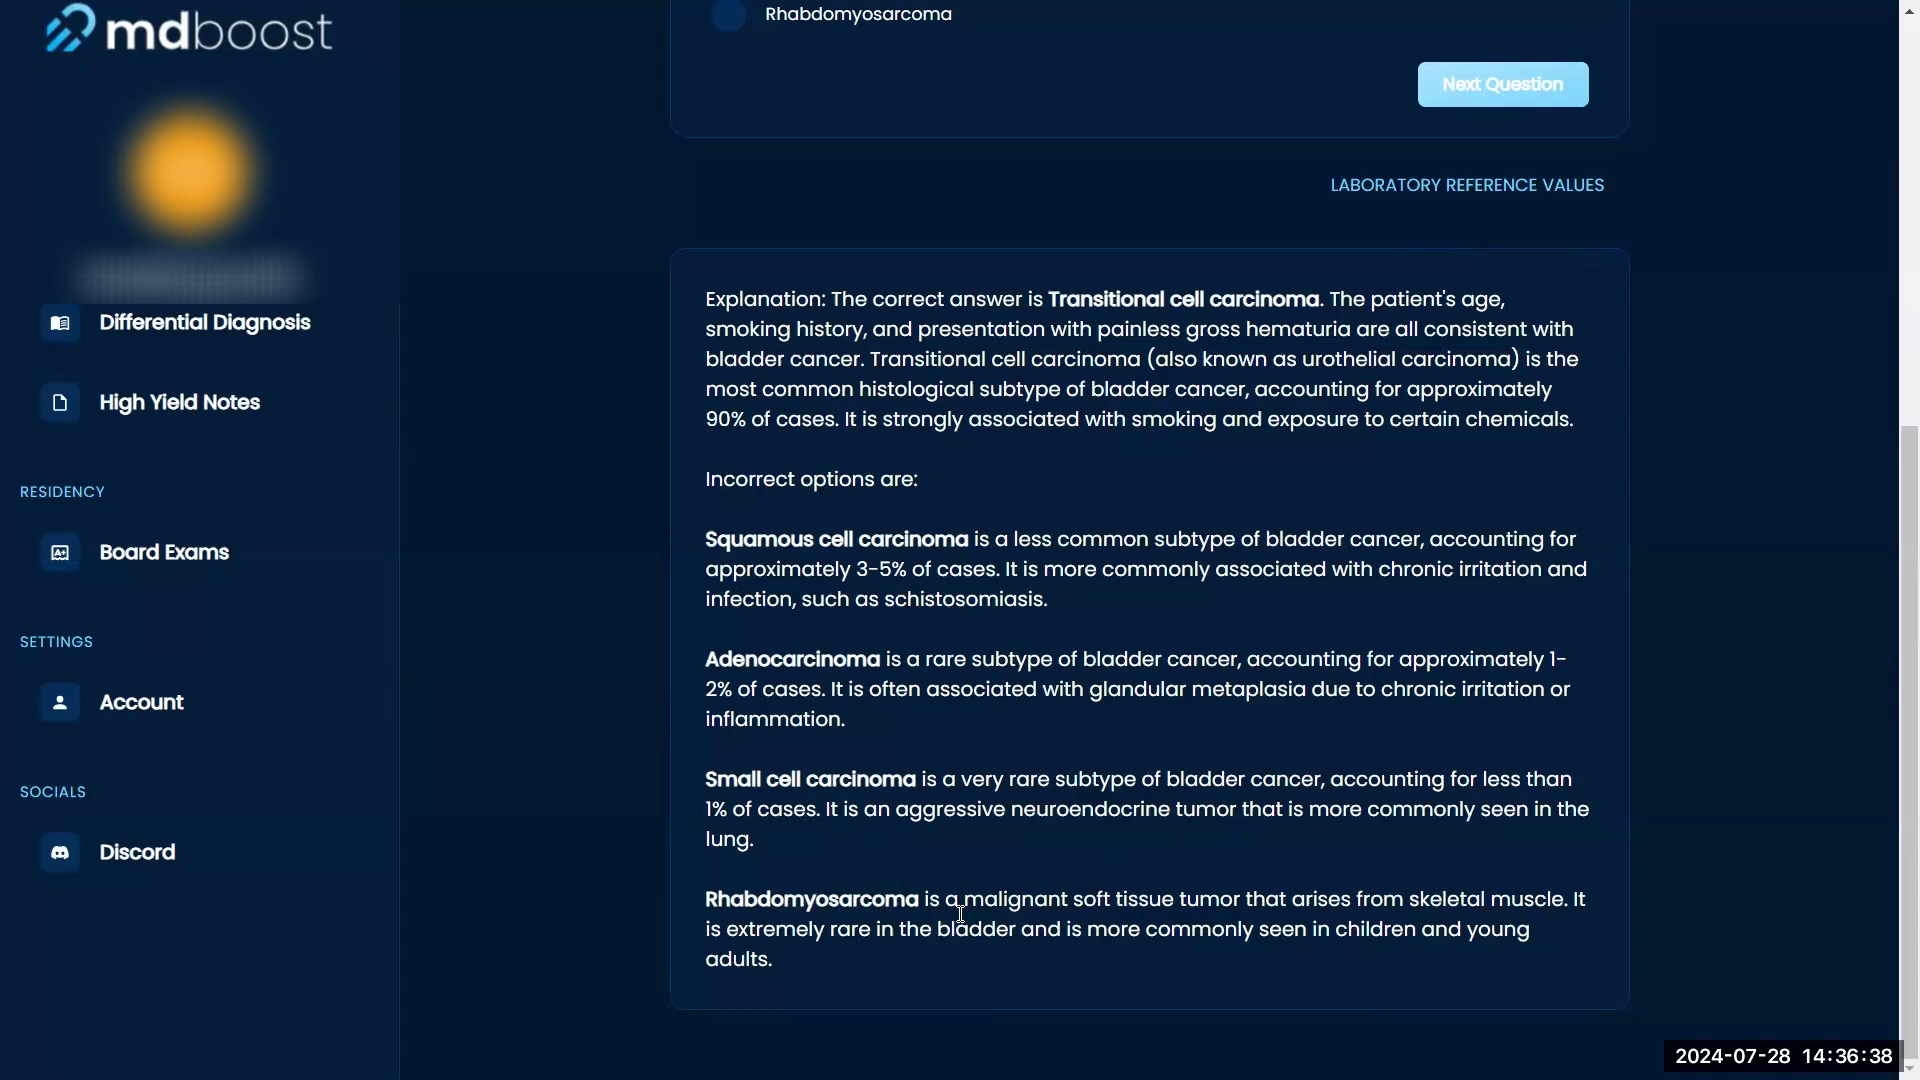 mdboost
Differential Diagnosis
High Yield Notes
RESIDENCY
Board Exams
SETTINGS
Account
SOCIALS
Discord
Rhabdomyosarcoma
Next Question
LABORATORY REFERENCE VALUES
Explanation: The correct answer is Transitional cell carcinoma. The patient's age,
smoking history, and presentation with painless gross hematuria are all consistent with
bladder cancer. Transitional cell carcinoma (also known as urothelial carcinoma) is the
most common histological subtype of bladder cancer, accounting for approximately
90% of cases. It is strongly associated with smoking and exposure to certain chemicals.
Incorrect options are:
Squamous cell carcinoma is a less common subtype of bladder cancer, accounting for
approximately 3-5% of cases. It is more commonly associated with chronic irritation and
infection, such as schistosomiasis.
Adenocarcinoma is a rare subtype of bladder cancer, accounting for approximately 1-
2% of cases. It is often associated with glandular metaplasia due to chronic irritation or
inflammation.
Small cell carcinoma is a very rare subtype of bladder cancer, accounting for less than
1% of cases. It is an aggressive neuroendocrine tumor that is more commonly seen in the
lung.
Rhabdomyosarcoma is a malignant soft tissue tumor that arises from skeletal muscle. It
is extremely rare in the bladder and is more commonly seen in children and young
adults.
2024-07-28 14:36:38